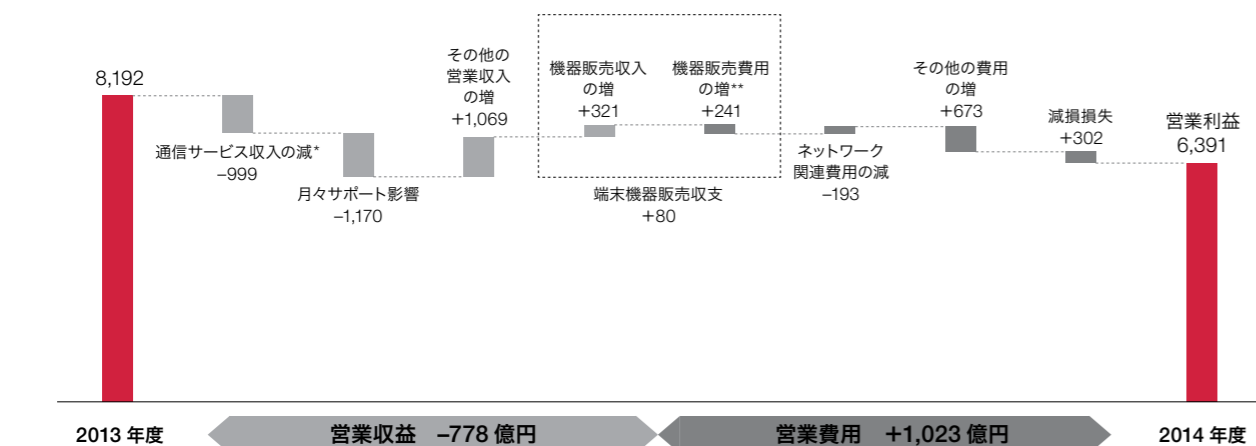 8,192
通信サービス収入の減*
–999
月々サポート影響
–1,170
その他の
営業収入
の増
+1,069
機器販売収入
の増
+321
機器販売費用
の増**
+241
端末機器販売収支
+80
ネットワーク
関連費用の減
–193
その他の費用
の増
+673
減損損失
+302
営業利益
6,391
2013 年度
営業収益 –778 億円
営業費用 +1,023 億円
2014 年度